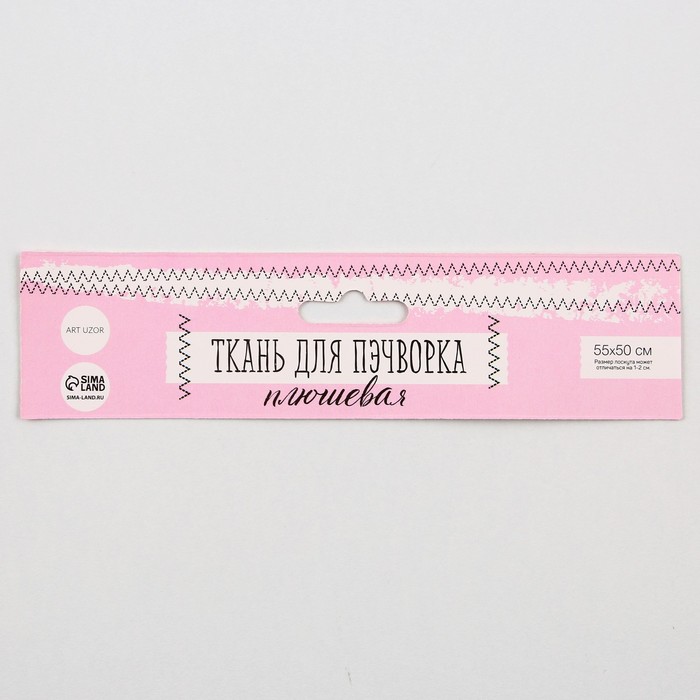 ART UZOR
SIMA
LAND
SIMA-LAND.RU
ТКАНЬ ДЛЯ ПЭЧВОРКА
плюшевая
55x50 СМ
Размер лоскута может
отличаться на 1-2 см.